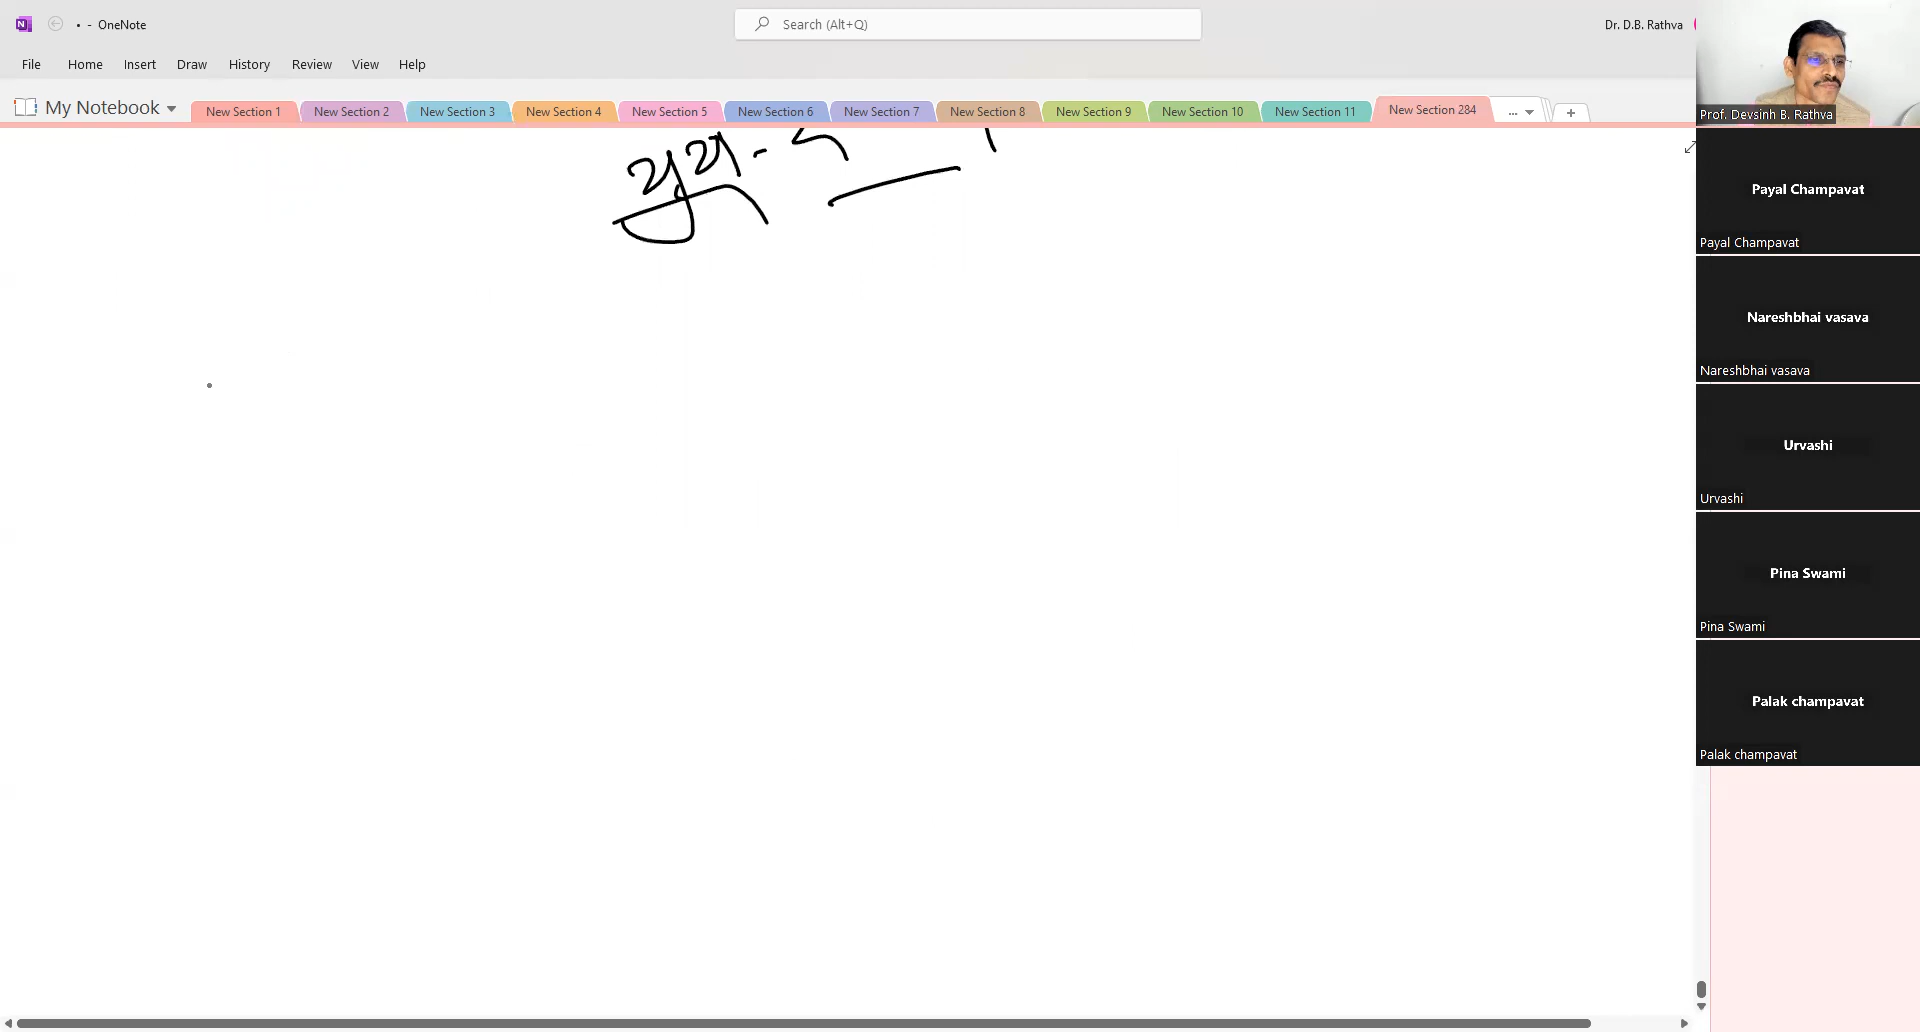 • - OneNote
Search (Alt+Q)
Dr. D.B. Rathva
File Home Insert Draw History Review View Help
My Notebook
New Section 1 New Section 2 New Section 3 New Section 4 New Section 5 New Section 6 New Section 7 New Section 8 New Section 9 New Section 10 New Section 11 New Section 284 ... +
Prof. Devsinh B. Rathva
Payal Champavat
Payal Champavat
Nareshbhai vasava
Nareshbhai vasava
Urvashi
Urvashi
Pina Swami
Pina Swami
Palak champavat
Palak champavat